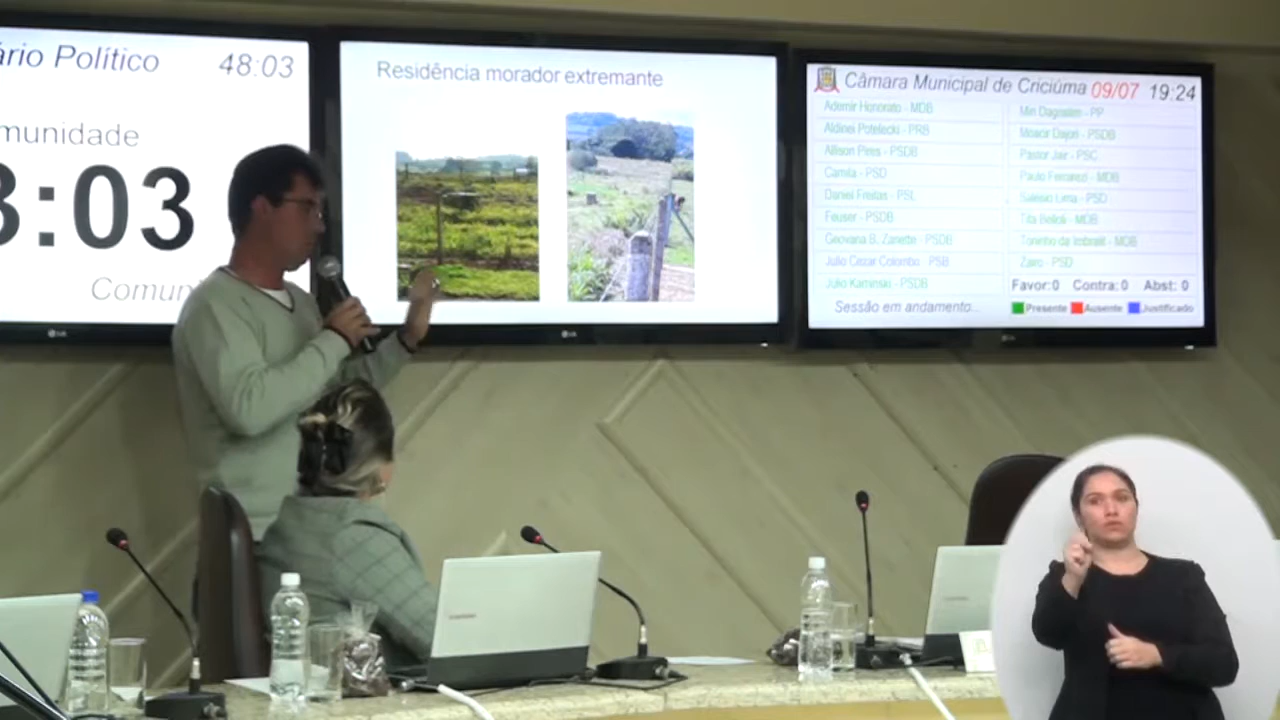 ário Político 48:03
munidade
3:03
Comun
Residência morador extremante
Câmara Municipal de Criciúma 09/07 19:24
Ademir Honorato - MDB
Aldinei Potelecki - PRB
Allison Pires - PSDB
Camila - PSD
Daniel Freitas - PSL
Feuser - PSDB
Geovana B. Zanette - PSDB
Julio Cezar Colombo - PSB
Júlio Kaminski - PSDB
Miri Dagostim - PP
Moacir Dajori - PSDB
Pastor Jair - PSC
Paulo Ferrarezi - MDB
Salésio Lima - PSD
Tita Belloli - MDB
Toninho da Imbralit - MDB
Zairo - PSD
Favor:0 Contra:0 Abst: 0
Sessão em andamento...
Presente Ausente Justificado